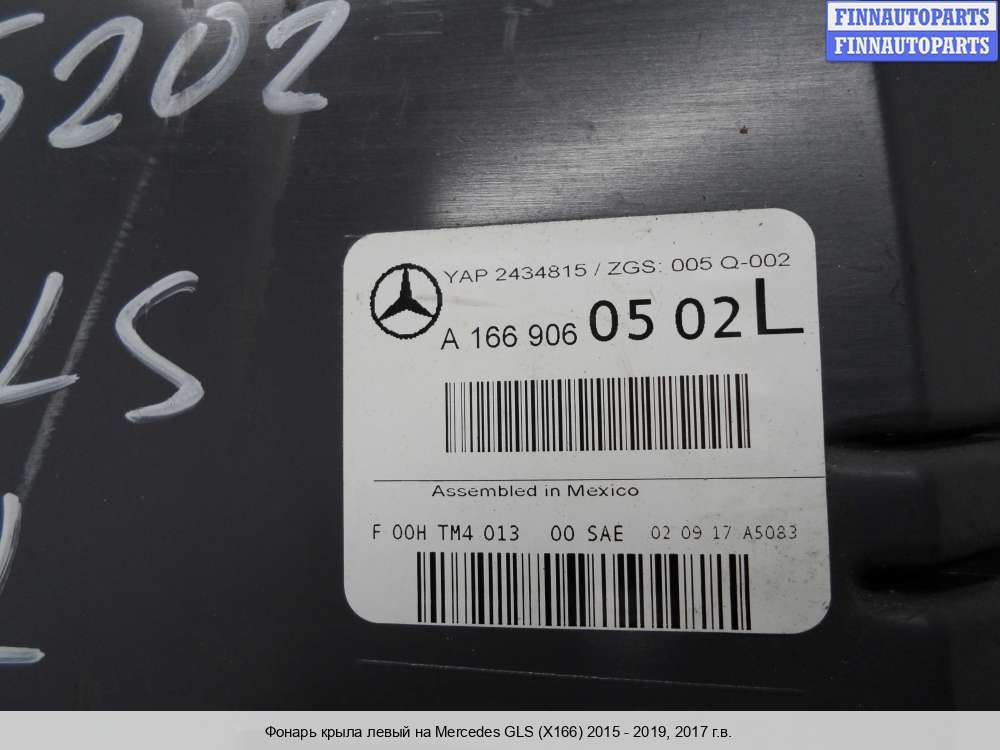 FINNAUTOPARTS
FINNAUTOPARTS
5202
YAP 2434815 / ZGS: 005 Q-002
A 166 906 05 02 L
Assembled in Mexico
F 00H TM4 013 00 SAE 02 09 17 A5083
Фонарь крыла левый на Mercedes GLS (X166) 2015 - 2019, 2017 г.в.